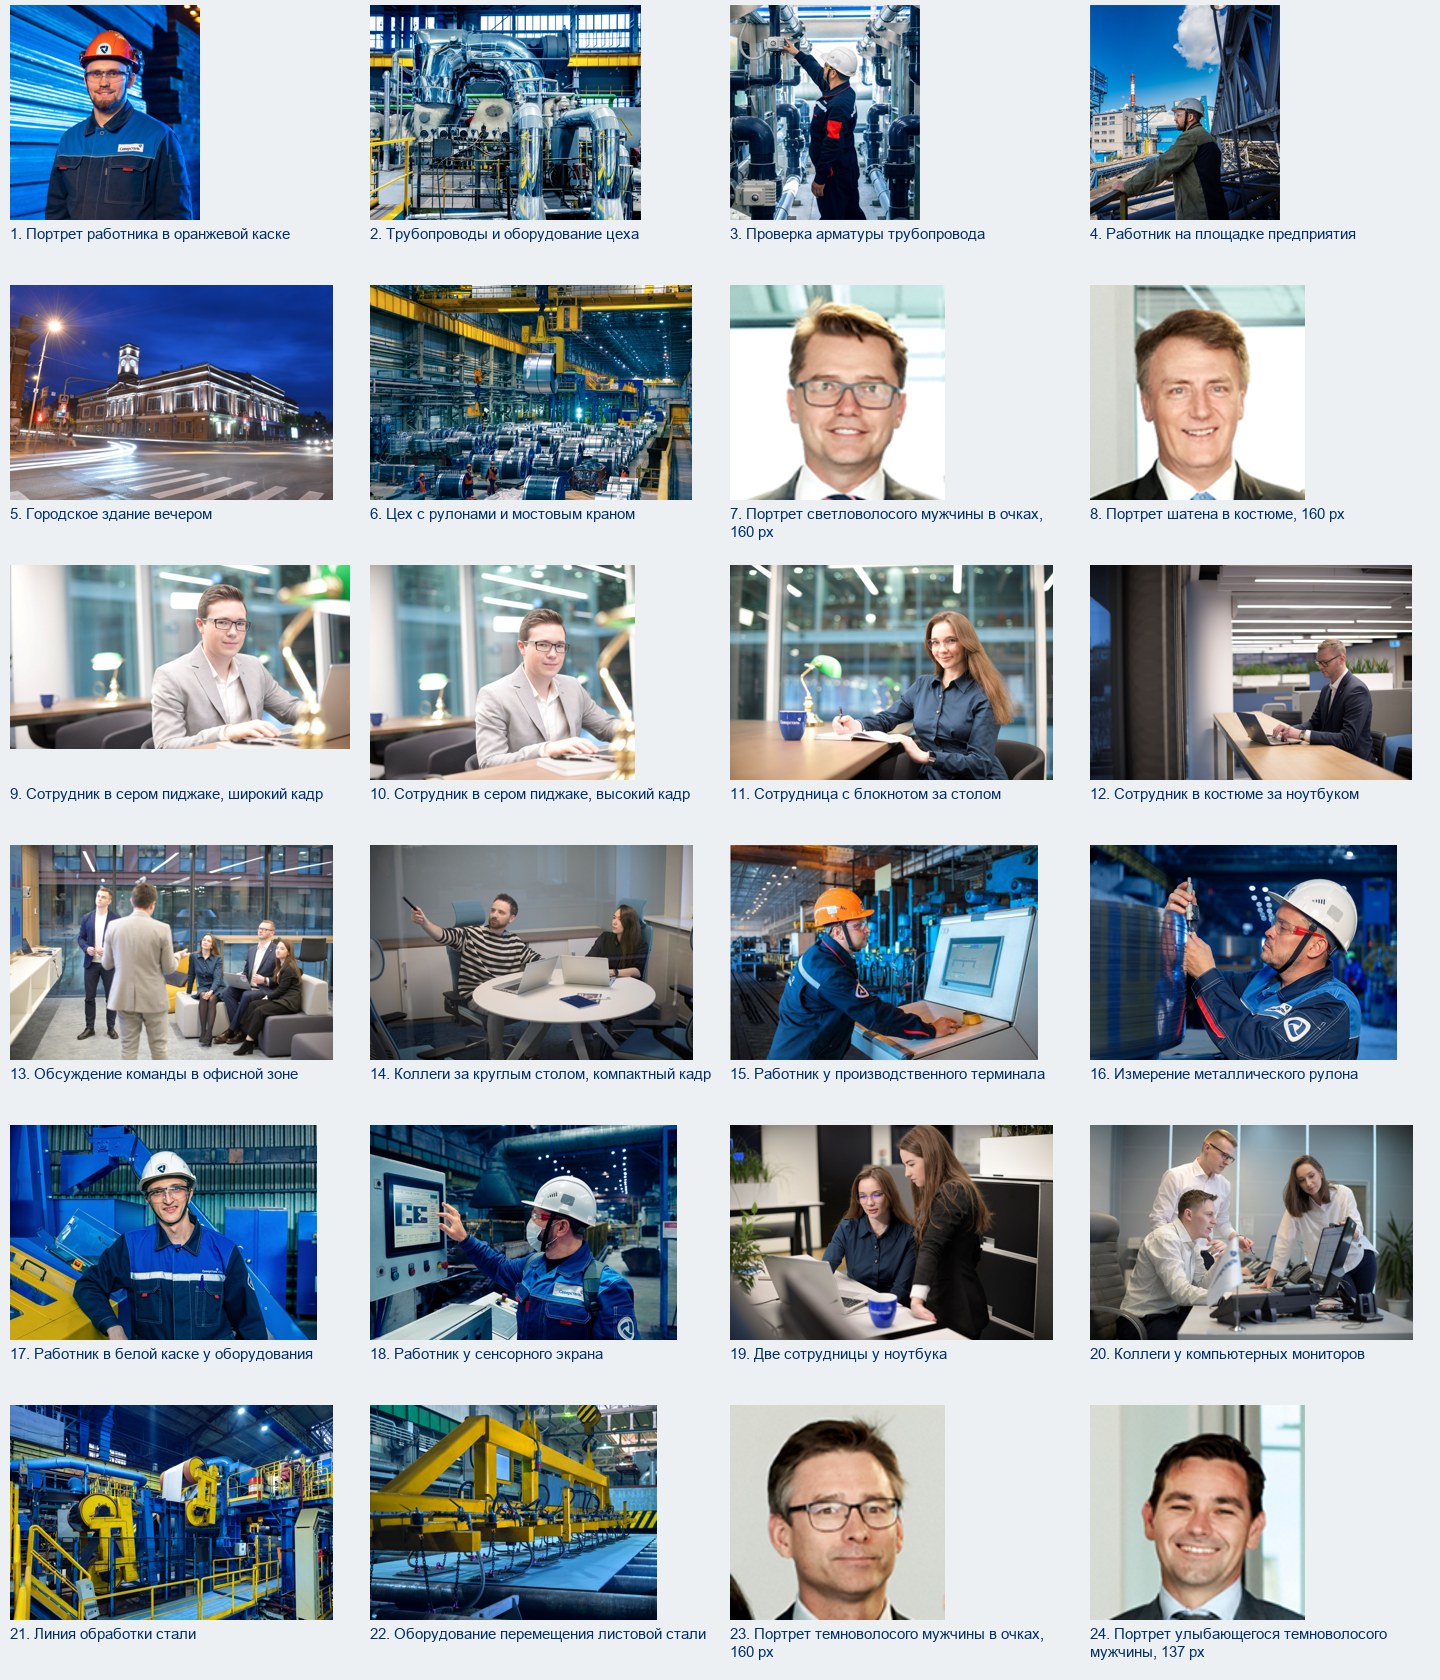 1. Портрет работника в оранжевой каске
2. Трубопроводы и оборудование цеха
3. Проверка арматуры трубопровода
4. Работник на площадке предприятия
5. Городское здание вечером
6. Цех с рулонами и мостовым краном
7. Портрет светловолосого мужчины в очках,
160 px
8. Портрет шатена в костюме, 160 px
9. Сотрудник в сером пиджаке, широкий кадр
10. Сотрудник в сером пиджаке, высокий кадр
11. Сотрудница с блокнотом за столом
12. Сотрудник в костюме за ноутбуком
13. Обсуждение команды в офисной зоне
14. Коллеги за круглым столом, компактный кадр
15. Работник у производственного терминала
16. Измерение металлического рулона
17. Работник в белой каске у оборудования
18. Работник у сенсорного экрана
19. Две сотрудницы у ноутбука
20. Коллеги у компьютерных мониторов
21. Линия обработки стали
22. Оборудование перемещения листовой стали
23. Портрет темноволосого мужчины в очках,
160 px
24. Портрет улыбающегося темноволосого
мужчины, 137 px